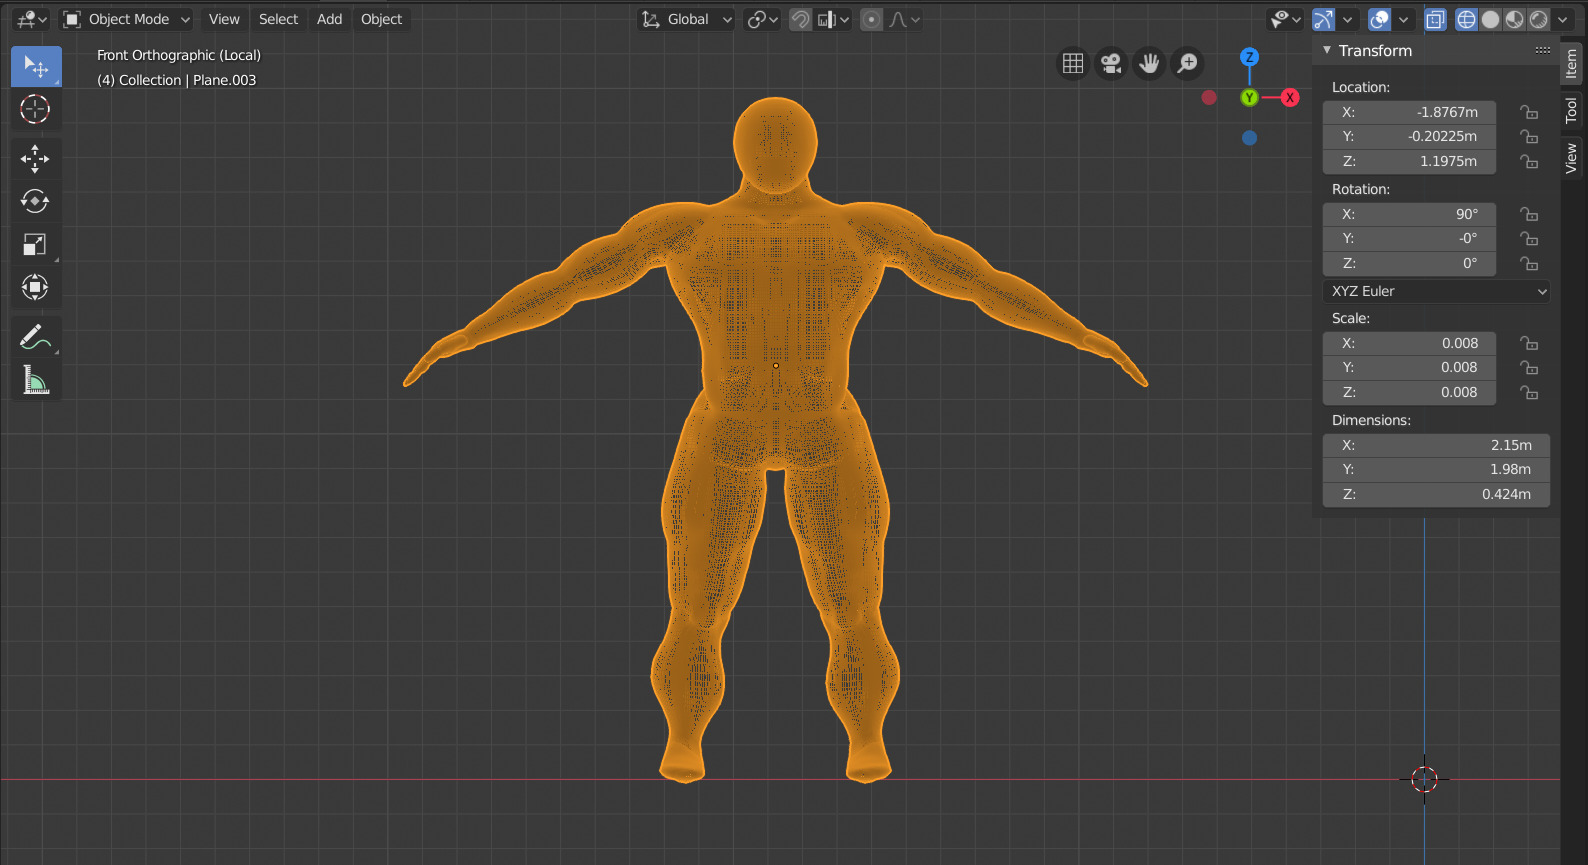 Object Mode View Select Add Object Global
Front Orthographic (Local)
(4) Collection | Plane.003
Z
Y
X
Transform
Location:
X: -1.8767m
Y: -0.20225m
Z: 1.1975m
Rotation:
X: 90°
Y: -0°
Z: 0°
XYZ Euler
Scale:
X: 0.008
Y: 0.008
Z: 0.008
Dimensions:
X: 2.15m
Y: 1.98m
Z: 0.424m
Item
Tool
View